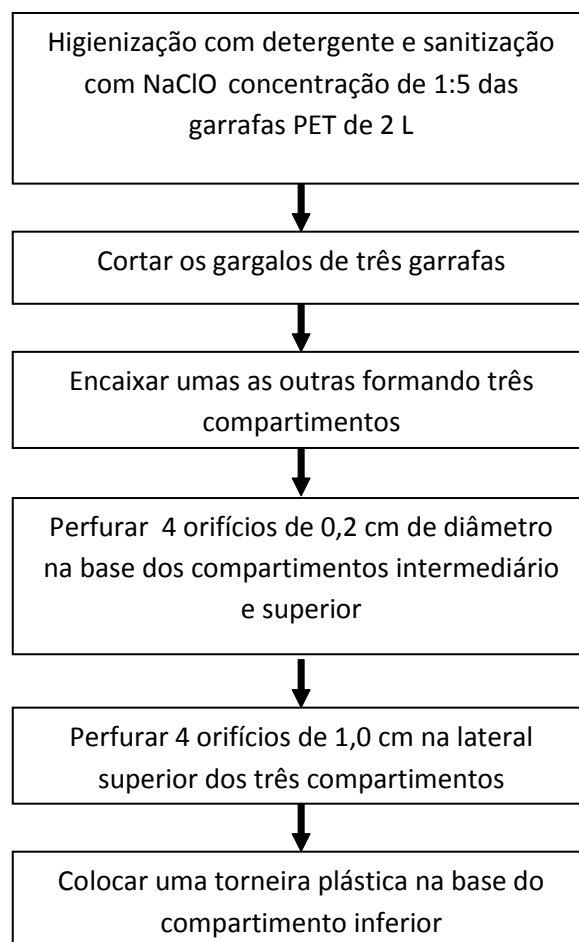 Higienização com detergente e sanitização
com NaClO concentração de 1:5 das
garrafas PET de 2 L
Cortar os gargalos de três garrafas
Encaixar umas as outras formando três
compartimentos
Perfurar 4 orifícios de 0,2 cm de diâmetro
na base dos compartimentos intermediário
e superior
Perfurar 4 orifícios de 1,0 cm na lateral
superior dos três compartimentos
Colocar uma torneira plástica na base do
compartimento inferior